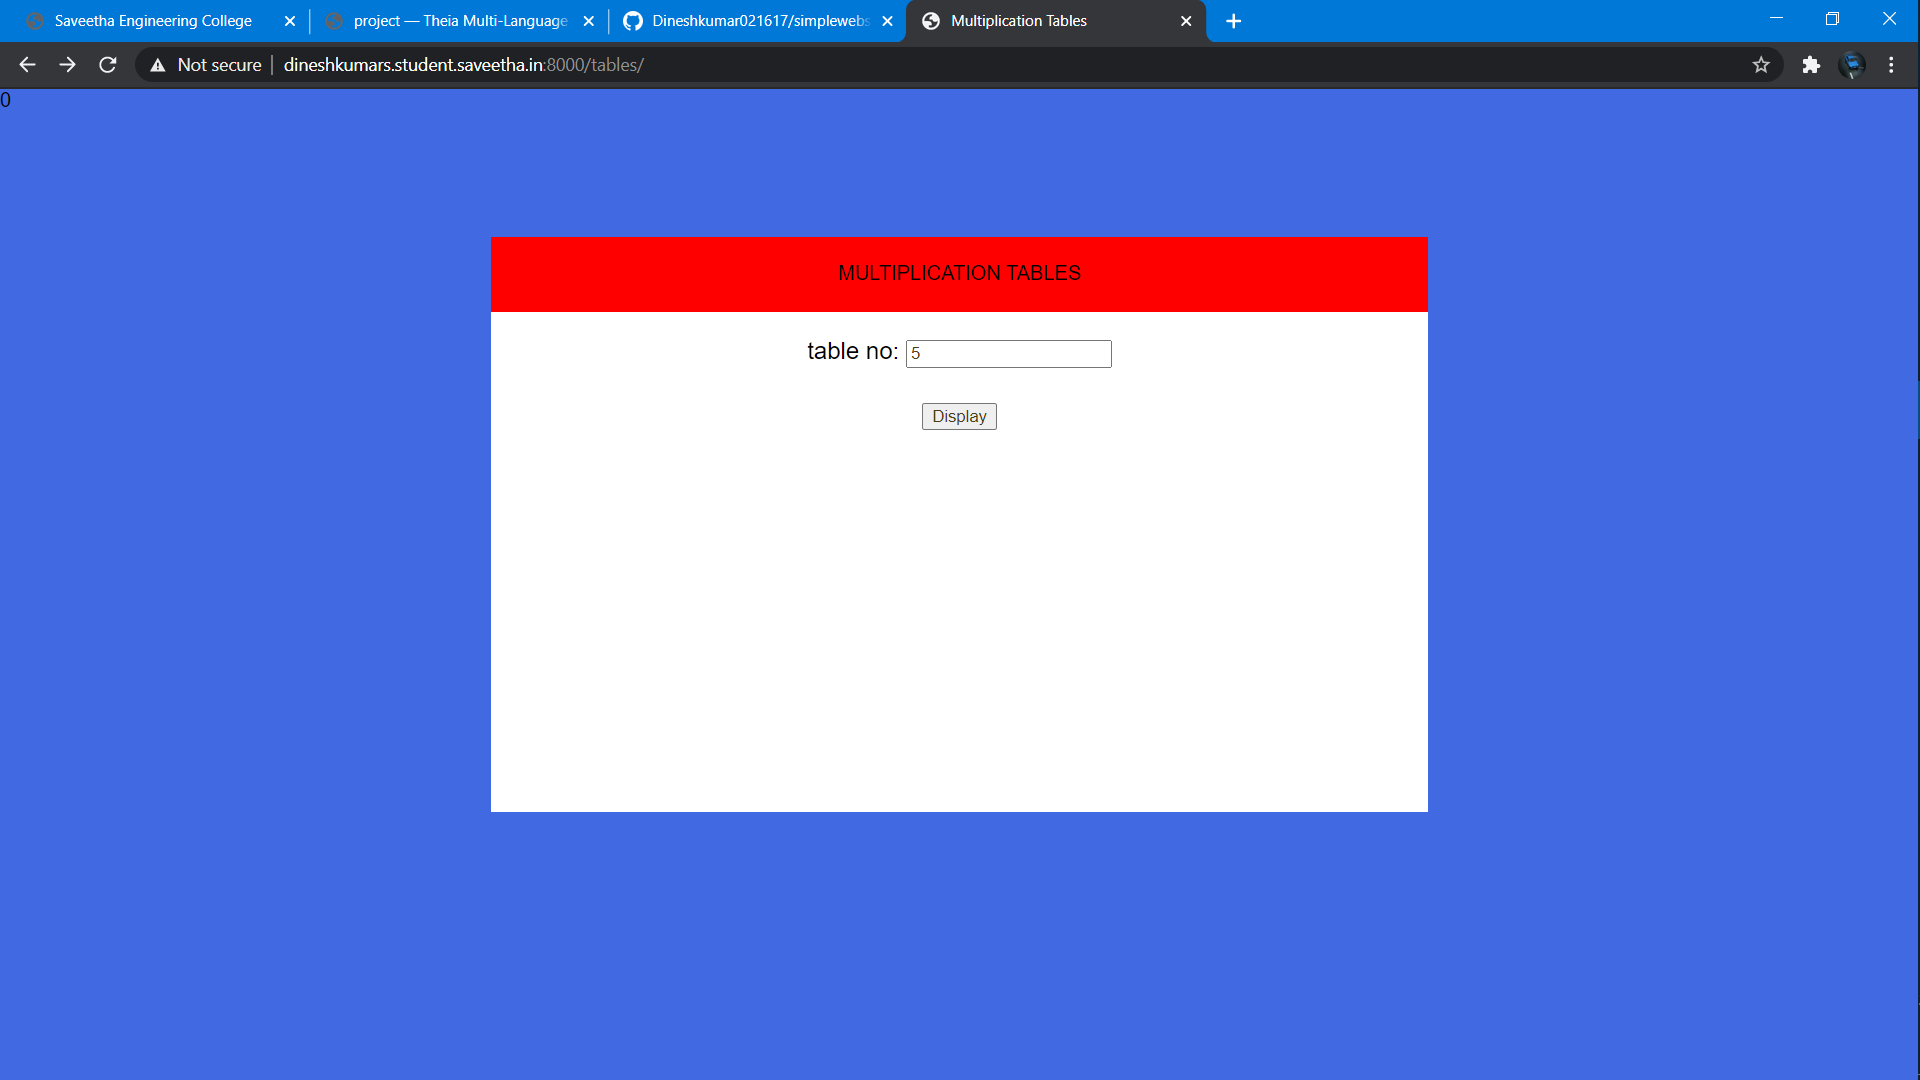 Saveetha Engineering College
project — Theia Multi-Language
Dineshkumar021617/simplewebs
Multiplication Tables
Not secure
dineshkumars.student.saveetha.in:8000/tables/
0
MULTIPLICATION TABLES
table no: 5
Display